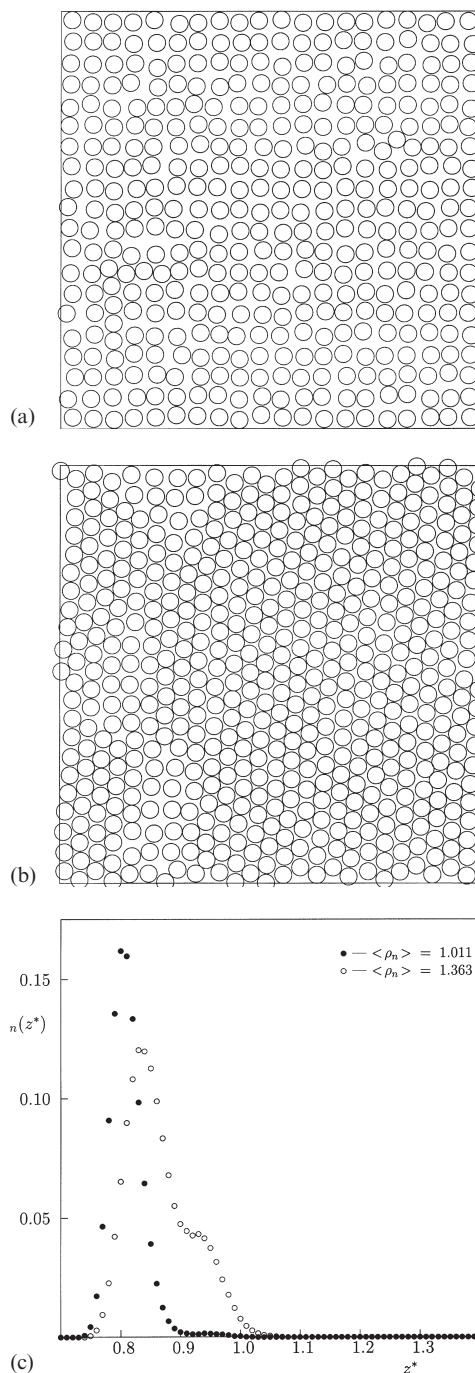 (a)
(b)
● — < ρₙ > = 1.011
○ — < ρₙ > = 1.363
0.15
ₙ(z*)
0.10
0.05
0.8 0.9 1.0 1.1 1.2 1.3
(c)
z*